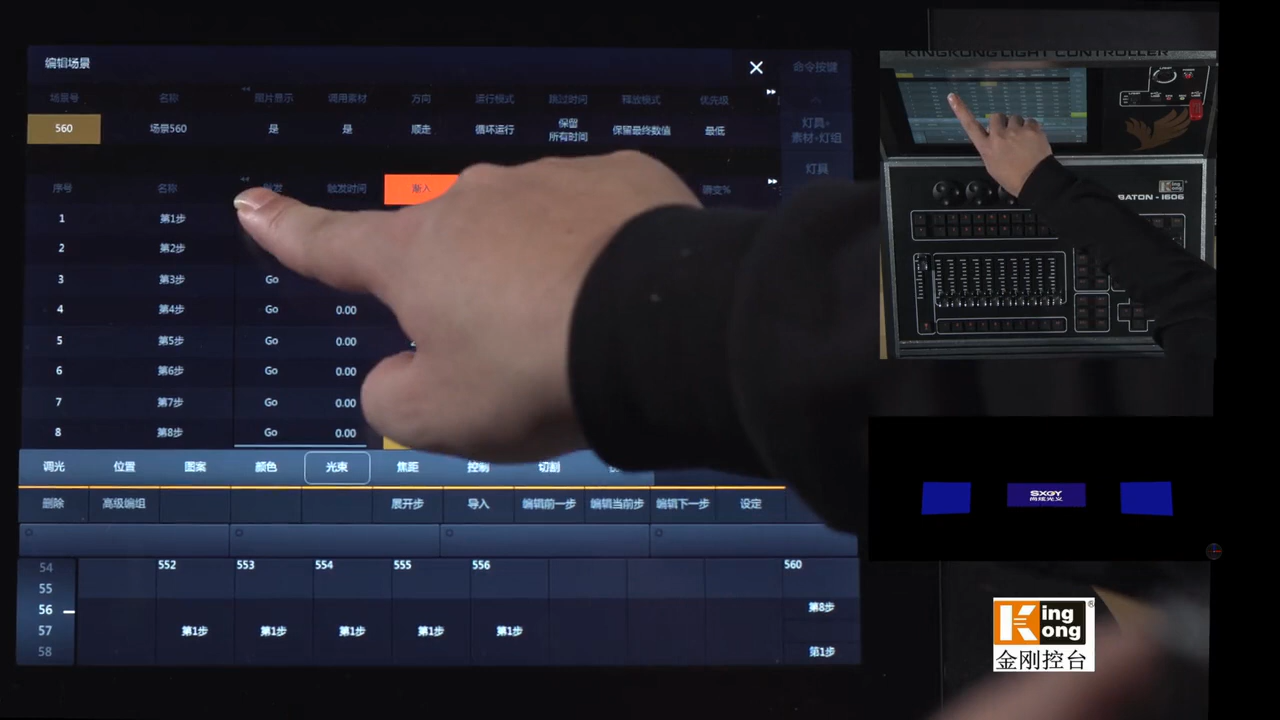 编辑场景
命令按键
场景号 名称 图片显示 调用素材 方向 运行模式 跳过时间 释放模式 优先级
560 场景560 是 是 顺走 循环运行 保留 所有时间 保留最终数值 最低
灯具+
素材+灯组
灯具
序号 名称 触发时间 渐入
1 第1步
2 第2步
3 第3步 Go
4 第4步 Go 0.00
5 第5步 Go 0.00
6 第6步 Go 0.00
7 第7步 Go 0.00
8 第8步 Go 0.00
调光 位置 图案 颜色 光束 焦距 控制 切割
删除 高级编组 展开步 导入 编辑前一步 编辑当前步 编辑下一步 设定
54 552 553 554 555 556 560
55
56 第8步
57 第1步 第1步 第1步 第1步 第1步
58 第1步
KINGKONG LIGHT CONTROLLER
King Kong
BATON-1606
SXGY
尚炫光义
King Kong ®
金刚控台